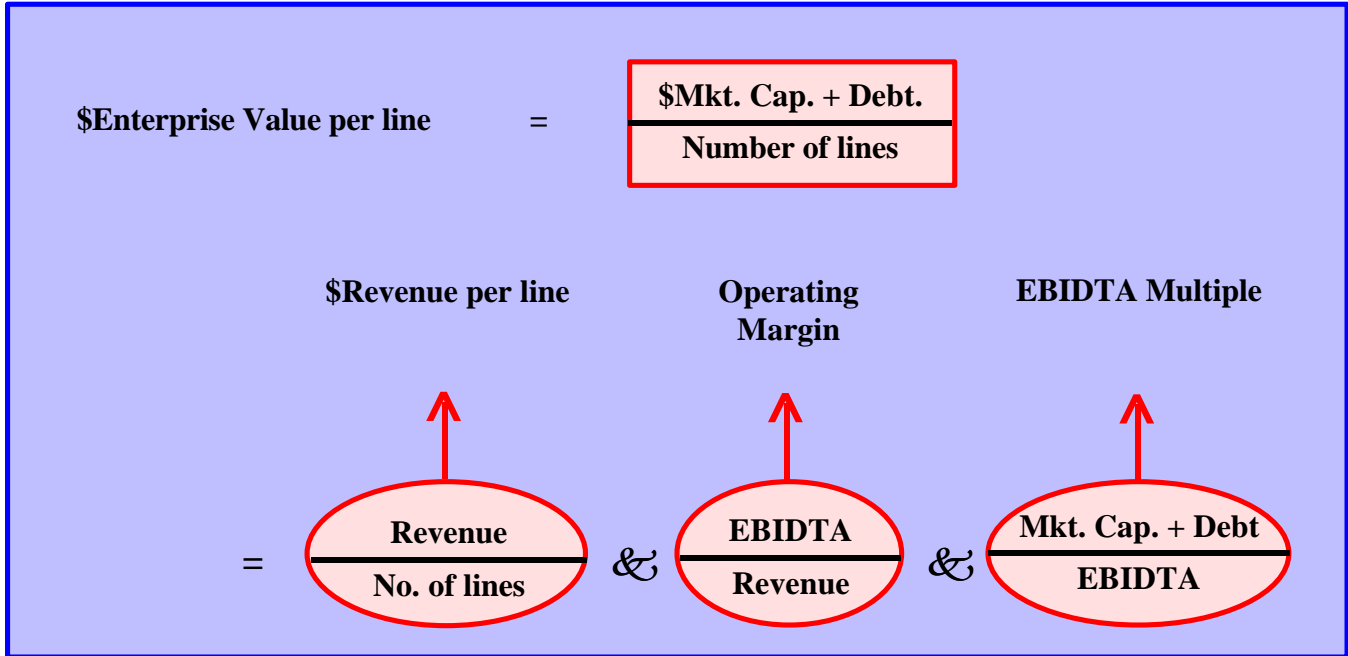 $Enterprise Value per line = $Mkt. Cap. + Debt.
Number of lines
$Revenue per line Operating Margin EBIDTA Multiple
= Revenue & EBIDTA & Mkt. Cap. + Debt
No. of lines Revenue EBIDTA